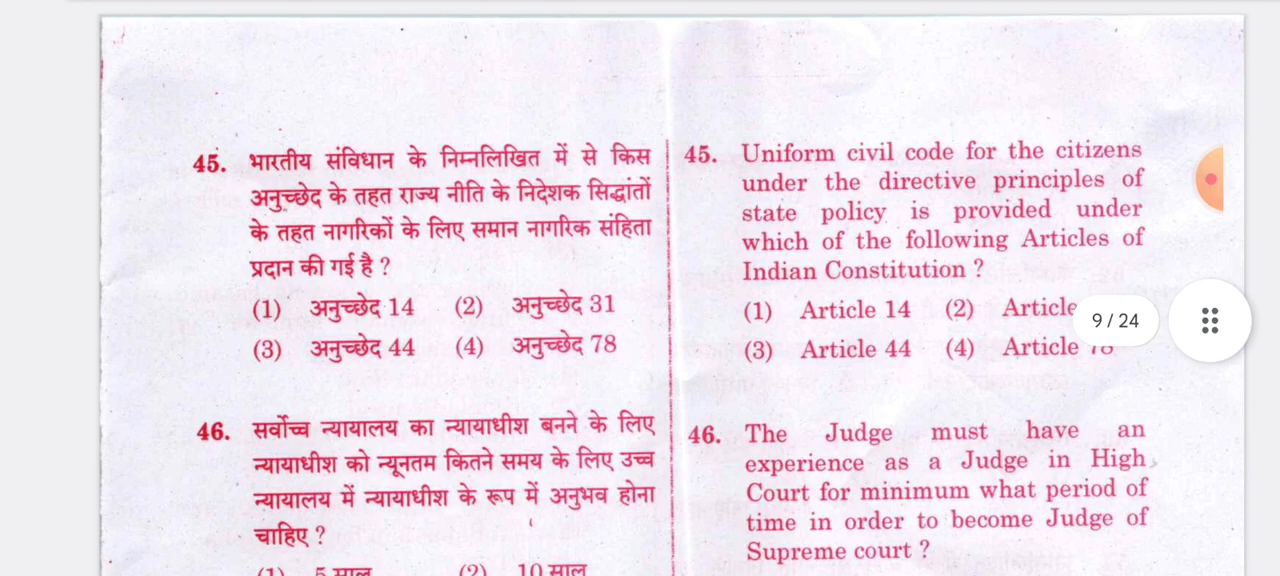 45. भारतीय संविधान के निम्नलिखित में से किस
अनुच्छेद के तहत राज्य नीति के निदेशक सिद्धांतों
के तहत नागरिकों के लिए समान नागरिक संहिता
प्रदान की गई है ?
(1) अनुच्छेद 14 (2) अनुच्छेद 31
(3) अनुच्छेद 44 (4) अनुच्छेद 78
46. सर्वोच्च न्यायालय का न्यायाधीश बनने के लिए
न्यायाधीश को न्यूनतम कितने समय के लिए उच्च
न्यायालय में न्यायाधीश के रूप में अनुभव होना
चाहिए ?
(1) 5 साल (2) 10 साल
45. Uniform civil code for the citizens
under the directive principles of
state policy is provided under
which of the following Articles of
Indian Constitution ?
(1) Article 14 (2) Article
(3) Article 44 (4) Article
46. The Judge must have an
experience as a Judge in High
Court for minimum what period of
time in order to become Judge of
Supreme court ?
9 / 24